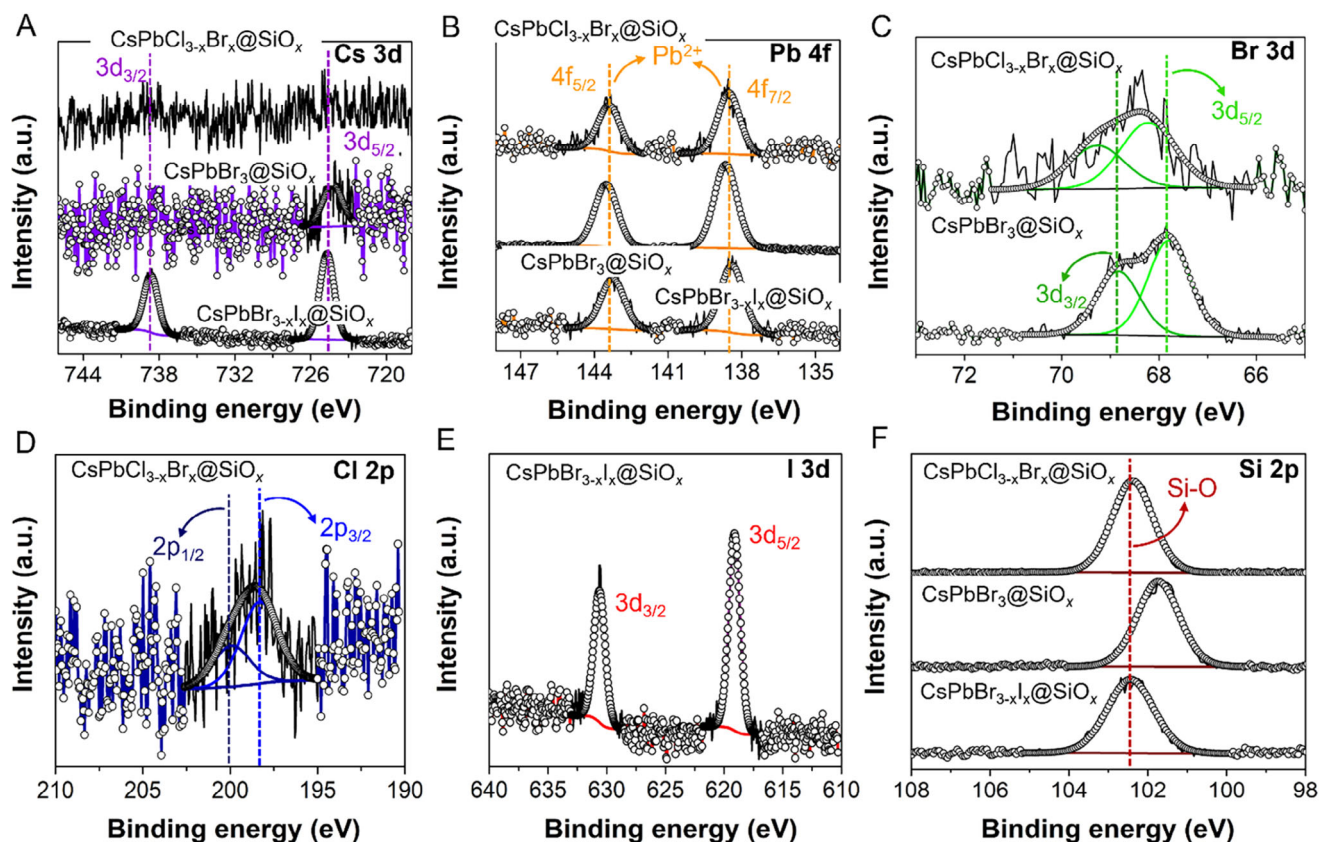 A
CsPbCl₃₋ₓBrₓ@SiOₓ
Cs 3d
3d₃/₂
3d₅/₂
CsPbBr₃@SiOₓ
CsPbBr₃₋ₓIₓ@SiOₓ
Intensity (a.u.)
744 738 732 726 720
Binding energy (eV)
B
CsPbCl₃₋ₓBrₓ@SiOₓ
Pb 4f
Pb²⁺
4f₅/₂
4f₇/₂
CsPbBr₃@SiOₓ
CsPbBr₃₋ₓIₓ@SiOₓ
Intensity (a.u.)
147 144 141 138 135
Binding energy (eV)
C
Br 3d
CsPbCl₃₋ₓBrₓ@SiOₓ
3d₅/₂
CsPbBr₃@SiOₓ
3d₃/₂
Intensity (a.u.)
72 70 68 66
Binding energy (eV)
D
CsPbCl₃₋ₓBrₓ@SiOₓ
Cl 2p
2p₁/₂
2p₃/₂
Intensity (a.u.)
210 205 200 195 190
Binding energy (eV)
E
CsPbBr₃₋ₓIₓ@SiOₓ
I 3d
3d₅/₂
3d₃/₂
Intensity (a.u.)
640 635 630 625 620 615 610
Binding energy (eV)
F
Si 2p
CsPbCl₃₋ₓBrₓ@SiOₓ
Si-O
CsPbBr₃@SiOₓ
CsPbBr₃₋ₓIₓ@SiOₓ
Intensity (a.u.)
108 106 104 102 100 98
Binding energy (eV)